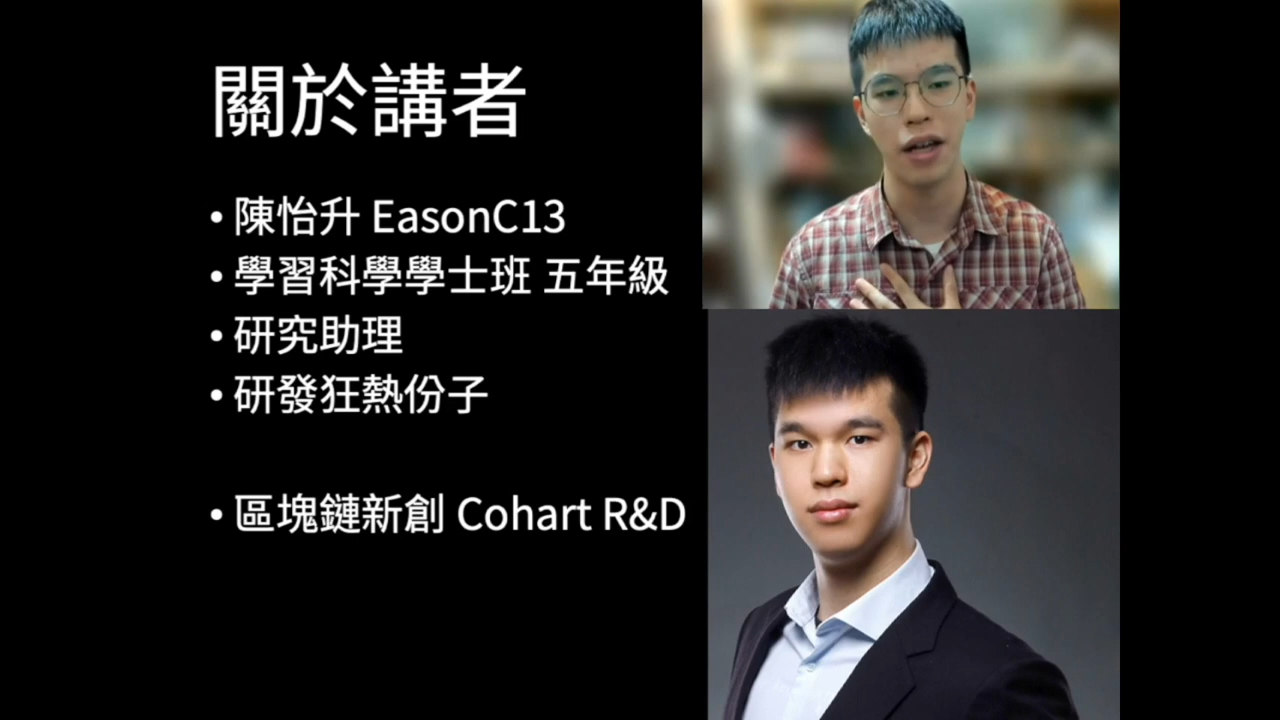 關於講者
• 陳怡升 EasonC13
• 學習科學學士班 五年級
• 研究助理
• 研發狂熱份子
• 區塊鏈新創 Cohart R&D